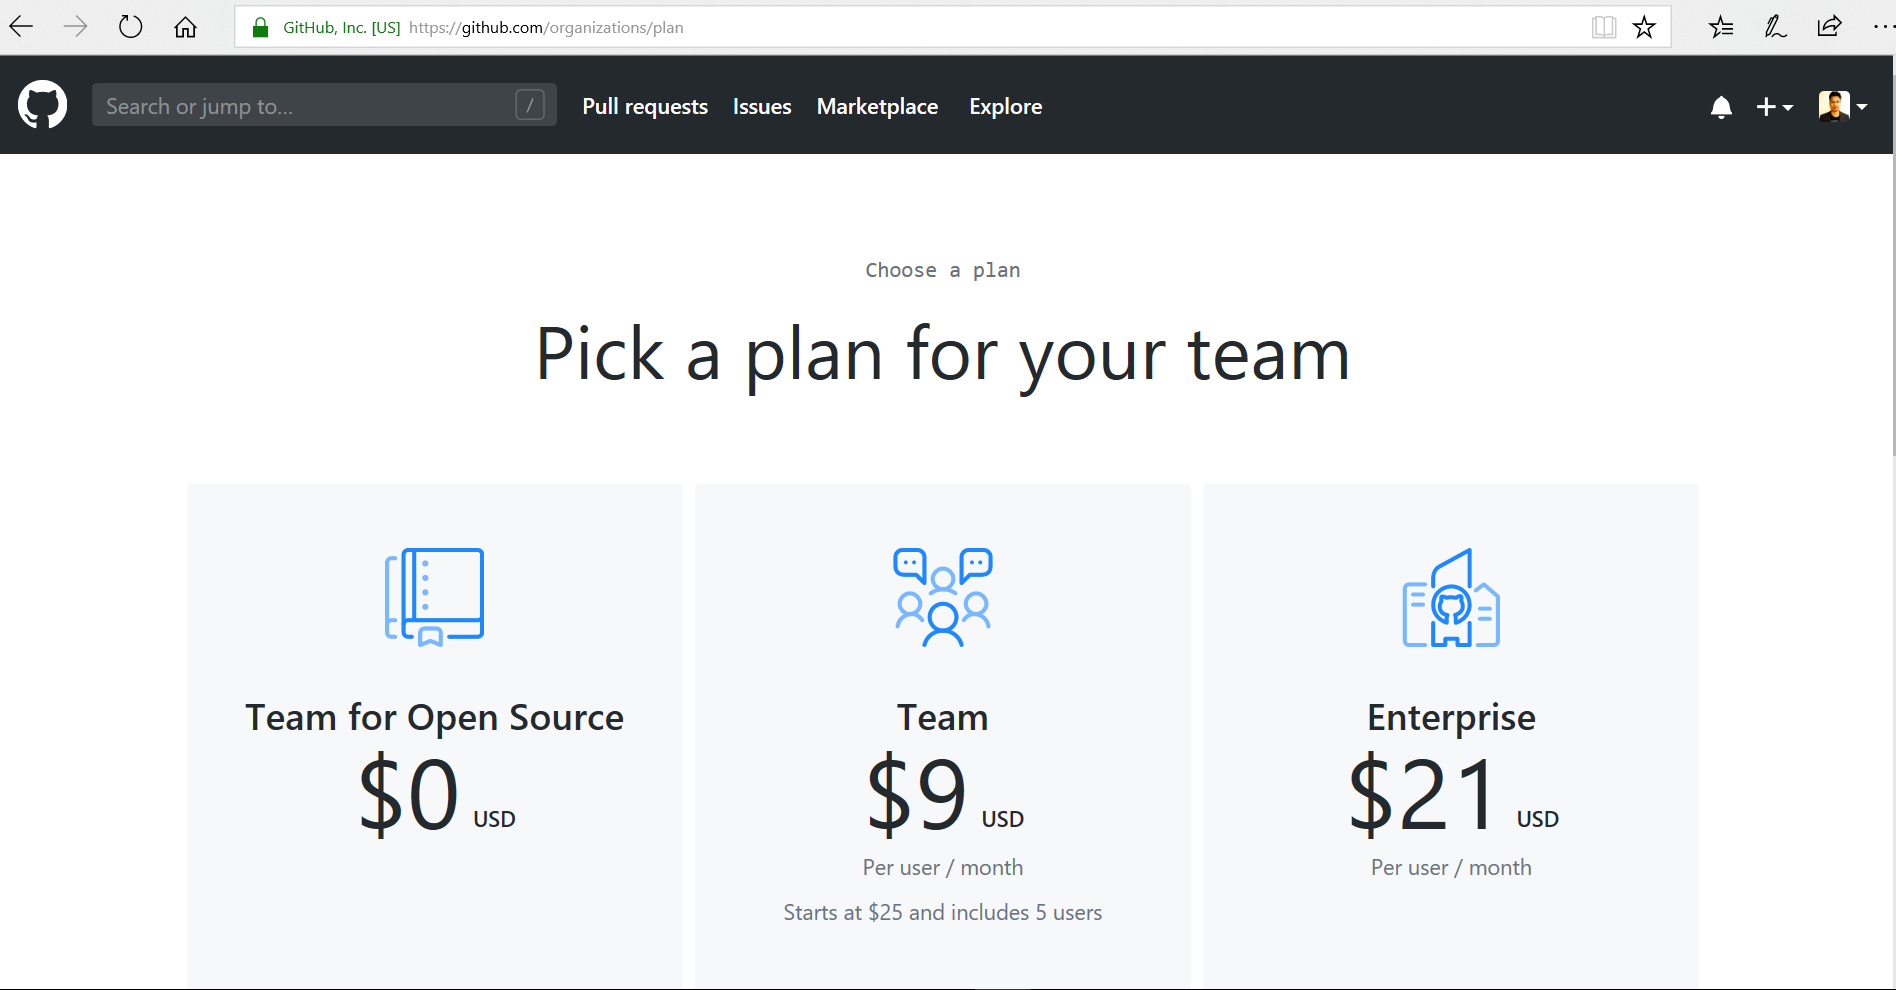 GitHub, Inc. [US] https://github.com/organizations/plan
Search or jump to... /
Pull requests Issues Marketplace Explore
Choose a plan
Pick a plan for your team
Team for Open Source
$0 USD
Team
$9 USD
Per user / month
Starts at $25 and includes 5 users
Enterprise
$21 USD
Per user / month